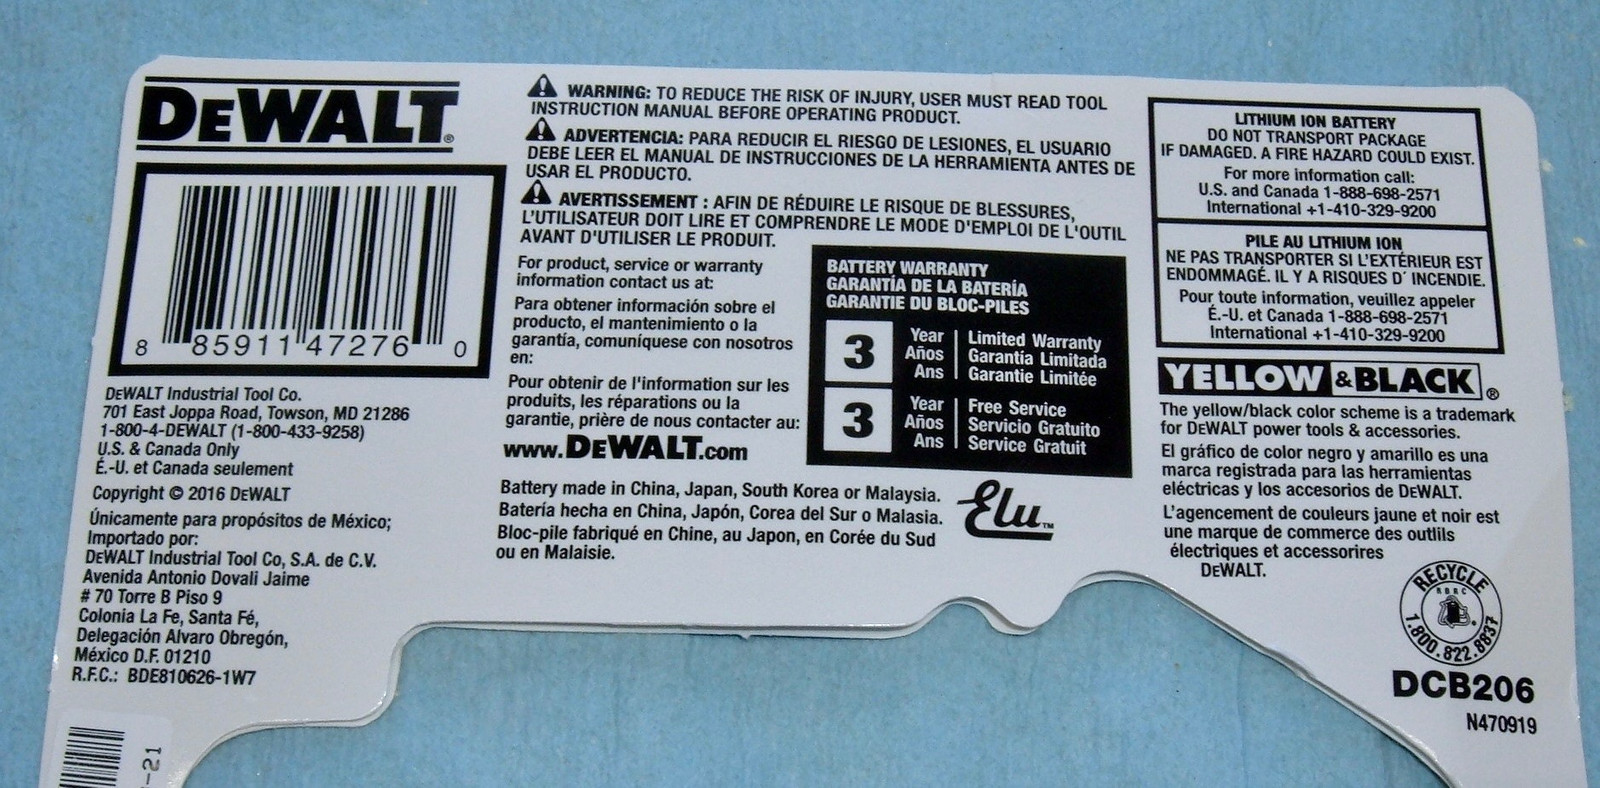 DEWALT®
8 85911 47276 0
DEWALT Industrial Tool Co.
701 East Joppa Road, Towson, MD 21286
1-800-4-DEWALT (1-800-433-9258)
U.S. & Canada Only
É.-U. et Canada seulement
Copyright © 2016 DEWALT
Únicamente para propósitos de México;
Importado por:
DEWALT Industrial Tool Co, S.A. de C.V.
Avenida Antonio Dovali Jaime
# 70 Torre B Piso 9
Colonia La Fe, Santa Fé,
Delegación Alvaro Obregón,
México D.F. 01210
R.F.C.: BDE810626-1W7
-21
WARNING: TO REDUCE THE RISK OF INJURY, USER MUST READ TOOL
INSTRUCTION MANUAL BEFORE OPERATING PRODUCT.
ADVERTENCIA: PARA REDUCIR EL RIESGO DE LESIONES, EL USUARIO
DEBE LEER EL MANUAL DE INSTRUCCIONES DE LA HERRAMIENTA ANTES DE
USAR EL PRODUCTO.
AVERTISSEMENT : AFIN DE RÉDUIRE LE RISQUE DE BLESSURES,
L'UTILISATEUR DOIT LIRE ET COMPRENDRE LE MODE D'EMPLOI DE L'OUTIL
AVANT D'UTILISER LE PRODUIT.
For product, service or warranty
information contact us at:
Para obtener información sobre el
producto, el mantenimiento o la
garantía, comuníquese con nosotros
en:
Pour obtenir de l'information sur les
produits, les réparations ou la
garantie, prière de nous contacter au:
www.DEWALT.com
BATTERY WARRANTY
GARANTÍA DE LA BATERÍA
GARANTIE DU BLOC-PILES
3
Year Limited Warranty
Años Garantía Limitada
Ans Garantie Limitée
3
Year Free Service
Años Servicio Gratuito
Ans Service Gratuit
Battery made in China, Japan, South Korea or Malaysia.
Batería hecha en China, Japón, Corea del Sur o Malasia.
Bloc-pile fabriqué en Chine, au Japon, en Corée du Sud
ou en Malaisie.
Elu™
LITHIUM ION BATTERY
DO NOT TRANSPORT PACKAGE
IF DAMAGED. A FIRE HAZARD COULD EXIST.
For more information call:
U.S. and Canada 1-888-698-2571
International +1-410-329-9200
PILE AU LITHIUM ION
NE PAS TRANSPORTER SI L'EXTÉRIEUR EST
ENDOMMAGÉ. IL Y A RISQUES D' INCENDIE.
Pour toute information, veuillez appeler
É.-U. et Canada 1-888-698-2571
International +1-410-329-9200
YELLOW &BLACK®
The yellow/black color scheme is a trademark
for DEWALT power tools & accessories.
El gráfico de color negro y amarillo es una
marca registrada para las herramientas
eléctricas y los accesorios de DEWALT.
L'agencement de couleurs jaune et noir est
une marque de commerce des outlils
électriques et accessorires
DEWALT.
RECYCLE
RBRC
1.800.822.8837
DCB206
N470919